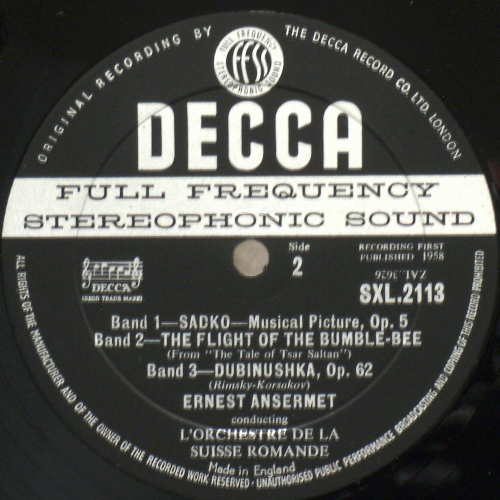 ORIGINAL RECORDING BY
FULL FREQUENCY
FFSS
STEREOPHONIC SOUND
THE DECCA RECORD CO. LTD. LONDON
DECCA
FULL FREQUENCY
STEREOPHONIC SOUND
DECCA
(REGD TRADE MARK)
Side
2
RECORDING FIRST
PUBLISHED 1958
ZAL.3636
SXL.2113
Band 1—SADKO—Musical Picture, Op. 5
Band 2—THE FLIGHT OF THE BUMBLE-BEE
(From "The Tale of Tsar Saltan")
Band 3—DUBINUSHKA, Op. 62
(Rimsky-Korsakov)
ERNEST ANSERMET
conducting
L'ORCHESTRE DE LA
SUISSE ROMANDE
Made in England
ALL RIGHTS OF THE MANUFACTURER AND OF THE OWNER OF THE RECORDED WORK RESERVED · UNAUTHORISED PUBLIC PERFORMANCE BROADCASTING AND COPYING OF THIS RECORD PROHIBITED